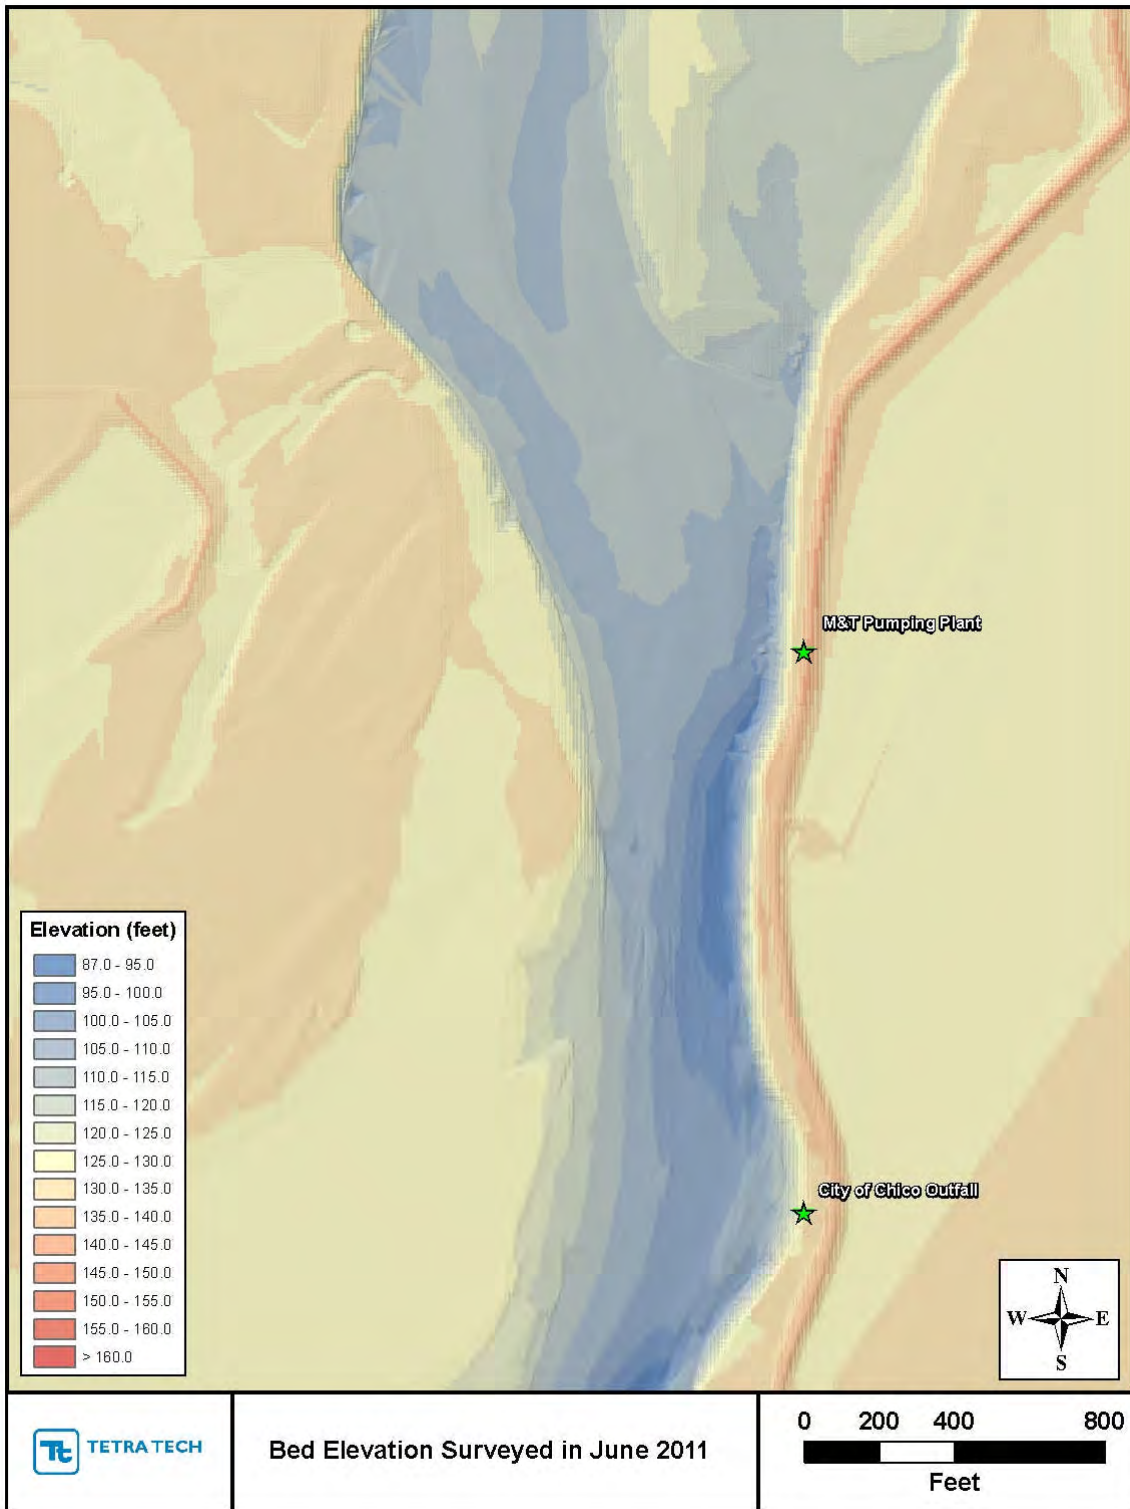 M&T Pumping Plant
Elevation (feet)
87.0 - 95.0
95.0 - 100.0
100.0 - 105.0
105.0 - 110.0
110.0 - 115.0
115.0 - 120.0
120.0 - 125.0
125.0 - 130.0
130.0 - 135.0
135.0 - 140.0
140.0 - 145.0
145.0 - 150.0
150.0 - 155.0
155.0 - 160.0
> 160.0
City of Chico Outfall
N
W E
S
Tt TETRA TECH
Bed Elevation Surveyed in June 2011
0 200 400 800
Feet